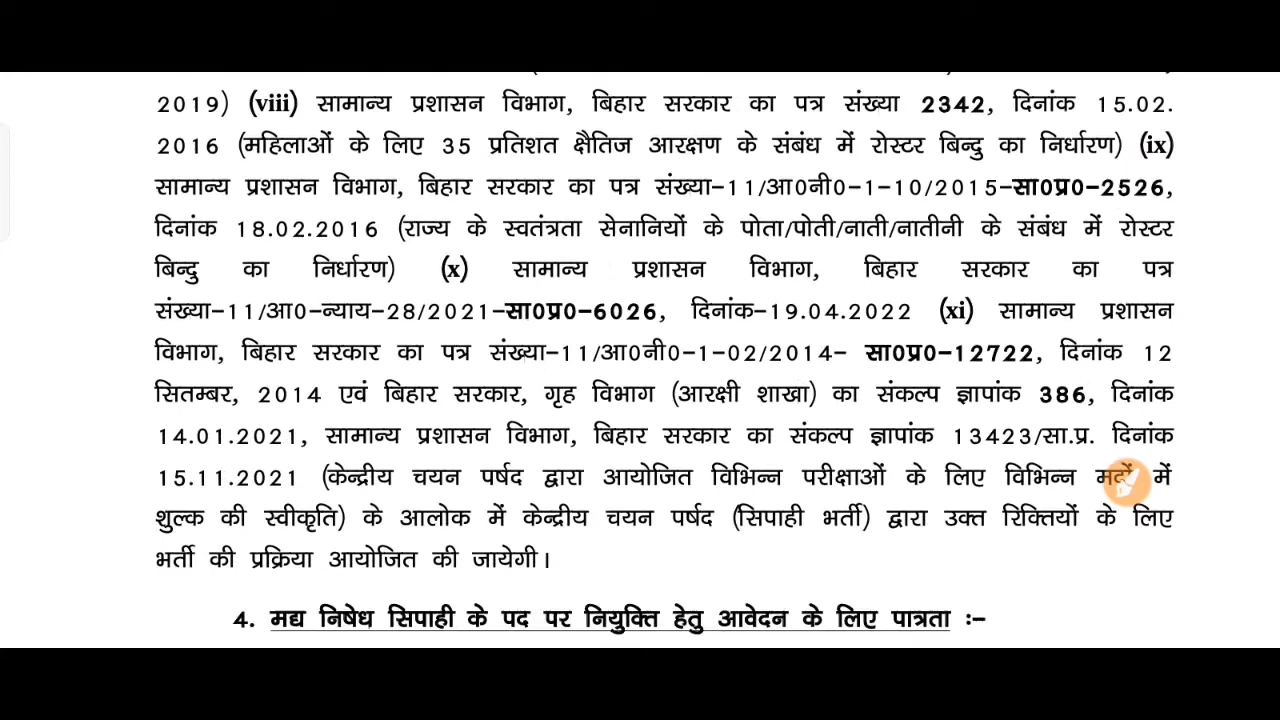 2019) (viii) सामान्य प्रशासन विभाग, बिहार सरकार का पत्र संख्या 2342, दिनांक 15.02.
2016 (महिलाओं के लिए 35 प्रतिशत क्षैतिज आरक्षण के संबंध में रोस्टर बिन्दु का निर्धारण) (ix)
सामान्य प्रशासन विभाग, बिहार सरकार का पत्र संख्या-11/आ0नी0-1-10/2015-सा0प्र0-2526,
दिनांक 18.02.2016 (राज्य के स्वतंत्रता सेनानियों के पोता/पोती/नाती/नातीनी के संबंध में रोस्टर
बिन्दु का निर्धारण) (x) सामान्य प्रशासन विभाग, बिहार सरकार का पत्र
संख्या-11/आ0-न्याय-28/2021-सा0प्र0-6026, दिनांक-19.04.2022 (xi) सामान्य प्रशासन
विभाग, बिहार सरकार का पत्र संख्या-11/आ0नी0-1-02/2014- सा0प्र0-12722, दिनांक 12
सितम्बर, 2014 एवं बिहार सरकार, गृह विभाग (आरक्षी शाखा) का संकल्प ज्ञापांक 386, दिनांक
14.01.2021, सामान्य प्रशासन विभाग, बिहार सरकार का संकल्प ज्ञापांक 13423/सा.प्र. दिनांक
15.11.2021 (केन्द्रीय चयन पर्षद द्वारा आयोजित विभिन्न परीक्षाओं के लिए विभिन्न मदों में
शुल्क की स्वीकृति) के आलोक में केन्द्रीय चयन पर्षद (सिपाही भर्ती) द्वारा उक्त रिक्तियों के लिए
भर्ती की प्रक्रिया आयोजित की जायेगी।
4. मद्य निषेध सिपाही के पद पर नियुक्ति हेतु आवेदन के लिए पात्रता :-